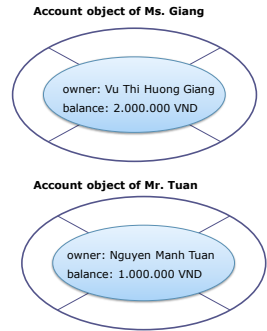 Account object of Ms. Giang
owner: Vu Thi Huong Giang
balance: 2.000.000 VND
Account object of Mr. Tuan
owner: Nguyen Manh Tuan
balance: 1.000.000 VND